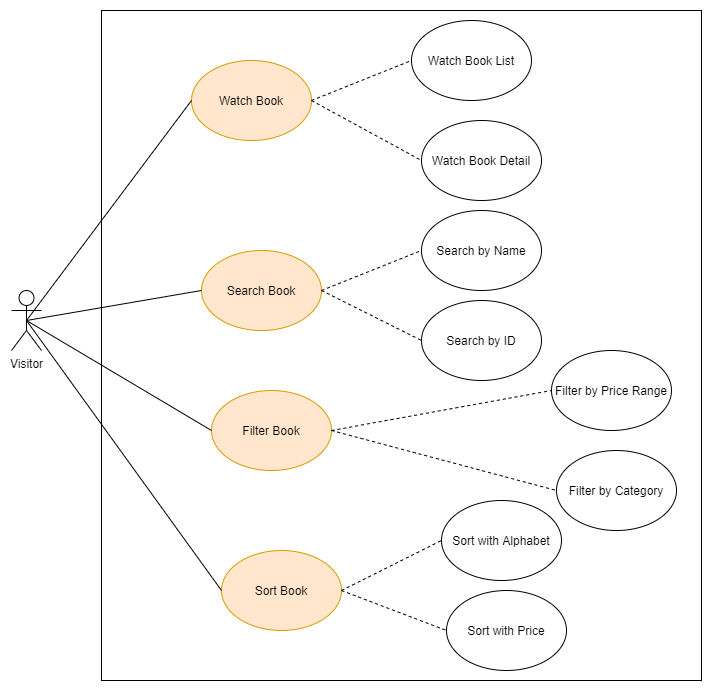 Watch Book List
Watch Book
Watch Book Detail
Search by Name
Search Book
Search by ID
Visitor
Filter by Price Range
Filter Book
Filter by Category
Sort with Alphabet
Sort Book
Sort with Price